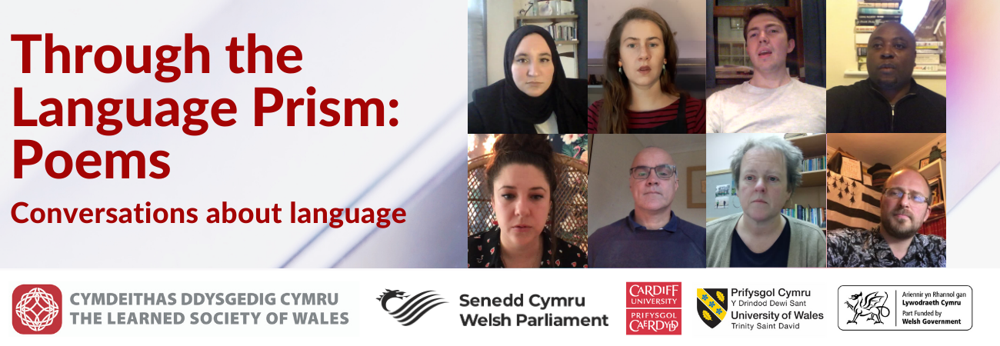 Through the
Language Prism:
Poems
Conversations about language
CYMDEITHAS DDYSGEDIG CYMRU
THE LEARNED SOCIETY OF WALES
Senedd Cymru
Welsh Parliament
CARDIFF
UNIVERSITY
PRIFYSGOL
CAERDYDD
Prifysgol Cymru
Y Drindod Dewi Sant
University of Wales
Trinity Saint David
Ariennir yn Rhannol gan
Lywodraeth Cymru
Part Funded by
Welsh Government